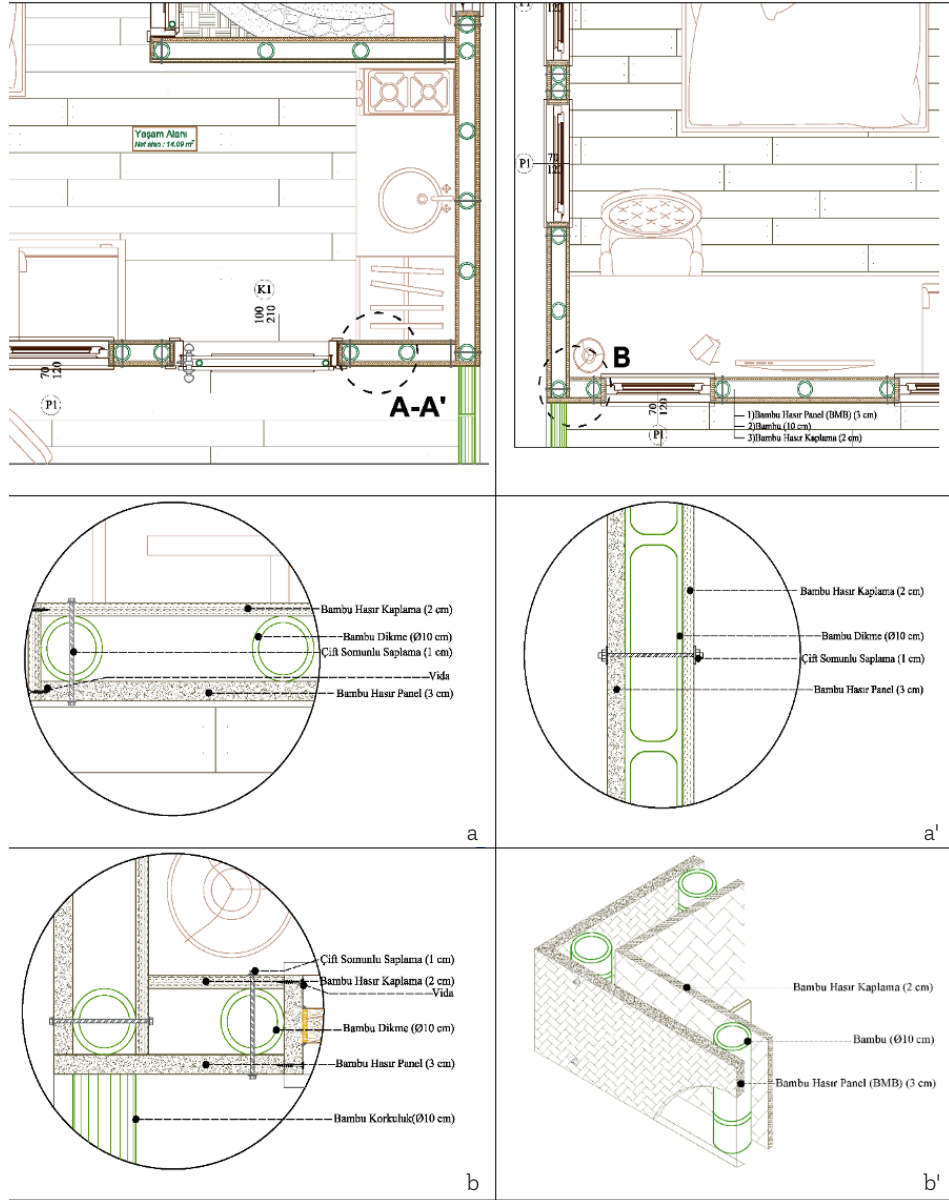 Yaşam Alanı
Net alan : 14.09 m²
K1
100
210
70
120
P1
A-A'
P1
70
120
B
70
120
P1
1)Bambu Hasır Panel (BMB) (3 cm)
2)Bambu (10 cm)
3)Bambu Hasır Kaplama (2 cm)
Bambu Hasır Kaplama (2 cm)
Bambu Dikme (Ø10 cm)
Çift Somunlu Saplama (1 cm)
Vida
Bambu Hasır Panel (3 cm)
a
Bambu Hasır Kaplama (2 cm)
Bambu Dikme (Ø10 cm)
Çift Somunlu Saplama (1 cm)
Bambu Hasır Panel (3 cm)
a'
Çift Somunlu Saplama (1 cm)
Bambu Hasır Kaplama (2 cm)
Vida
Bambu Dikme (Ø10 cm)
Bambu Hasır Panel (3 cm)
Bambu Korkuluk(Ø10 cm)
b
Bambu Hasır Kaplama (2 cm)
Bambu (Ø10 cm)
Bambu Hasır Panel (BMB) (3 cm)
b'